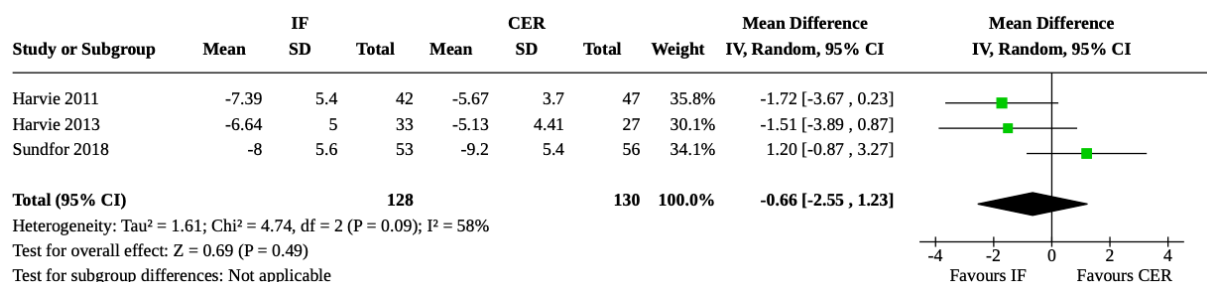 IF CER Mean Difference Mean Difference
Study or Subgroup Mean SD Total Mean SD Total Weight IV, Random, 95% CI IV, Random, 95% CI
Harvie 2011 -7.39 5.4 42 -5.67 3.7 47 35.8% -1.72 [-3.67 , 0.23]
Harvie 2013 -6.64 5 33 -5.13 4.41 27 30.1% -1.51 [-3.89 , 0.87]
Sundfor 2018 -8 5.6 53 -9.2 5.4 56 34.1% 1.20 [-0.87 , 3.27]
Total (95% CI) 128 130 100.0% -0.66 [-2.55 , 1.23]
Heterogeneity: Tau² = 1.61; Chi² = 4.74, df = 2 (P = 0.09); I² = 58%
Test for overall effect: Z = 0.69 (P = 0.49)
Test for subgroup differences: Not applicable
-4 -2 0 2 4
Favours IF Favours CER